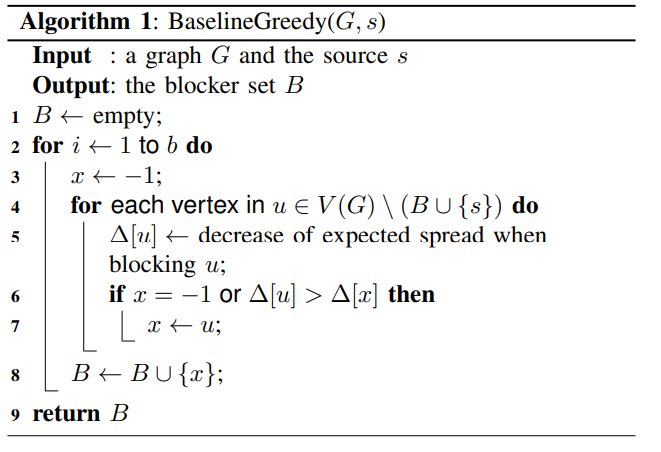 Algorithm 1: BaselineGreedy(G, s)
Input : a graph G and the source s
Output: the blocker set B
1 B ← empty;
2 for i ← 1 to b do
3 x ← −1;
4 for each vertex in u ∈ V(G) \ (B ∪ {s}) do
5 Δ[u] ← decrease of expected spread when
blocking u;
6 if x = −1 or Δ[u] > Δ[x] then
7 x ← u;
8 B ← B ∪ {x};
9 return B